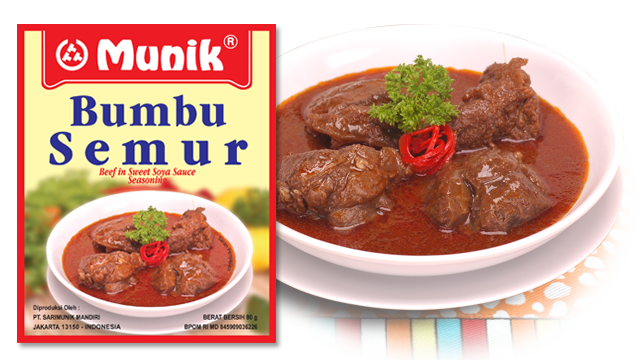 Munik®
Bumbu
Semur
Beef in Sweet Soya Sauce
Seasoning
Diproduksi Oleh :
PT. SARIMUNIK MANDIRI
JAKARTA 13150 - INDONESIA
BERAT BERSIH 80 g
BPOM RI MD 845909036226